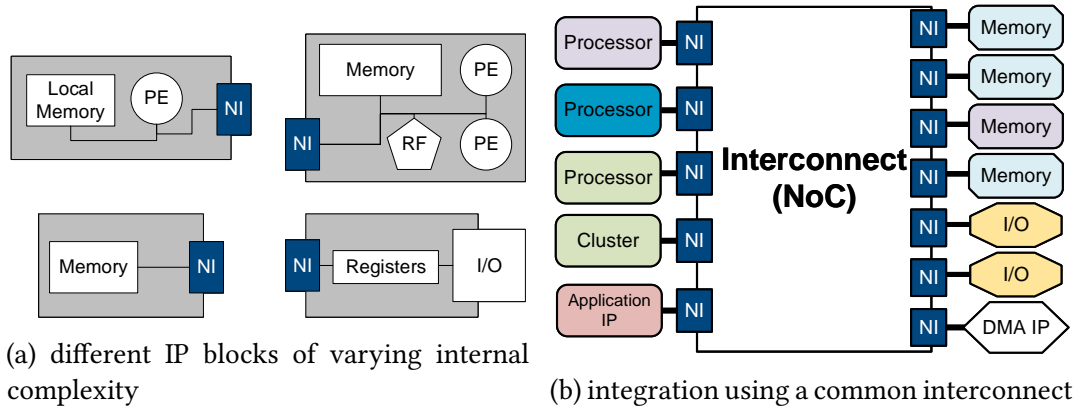 Local
Memory
PE
NI
Memory
PE
NI
RF
PE
Memory
NI
NI
Registers
I/O
(a) different IP blocks of varying internal
complexity
Processor
NI
Processor
NI
Processor
NI
Cluster
NI
Application
IP
NI
Interconnect
(NoC)
NI
Memory
NI
Memory
NI
Memory
NI
Memory
NI
I/O
NI
I/O
NI
DMA IP
(b) integration using a common interconnect